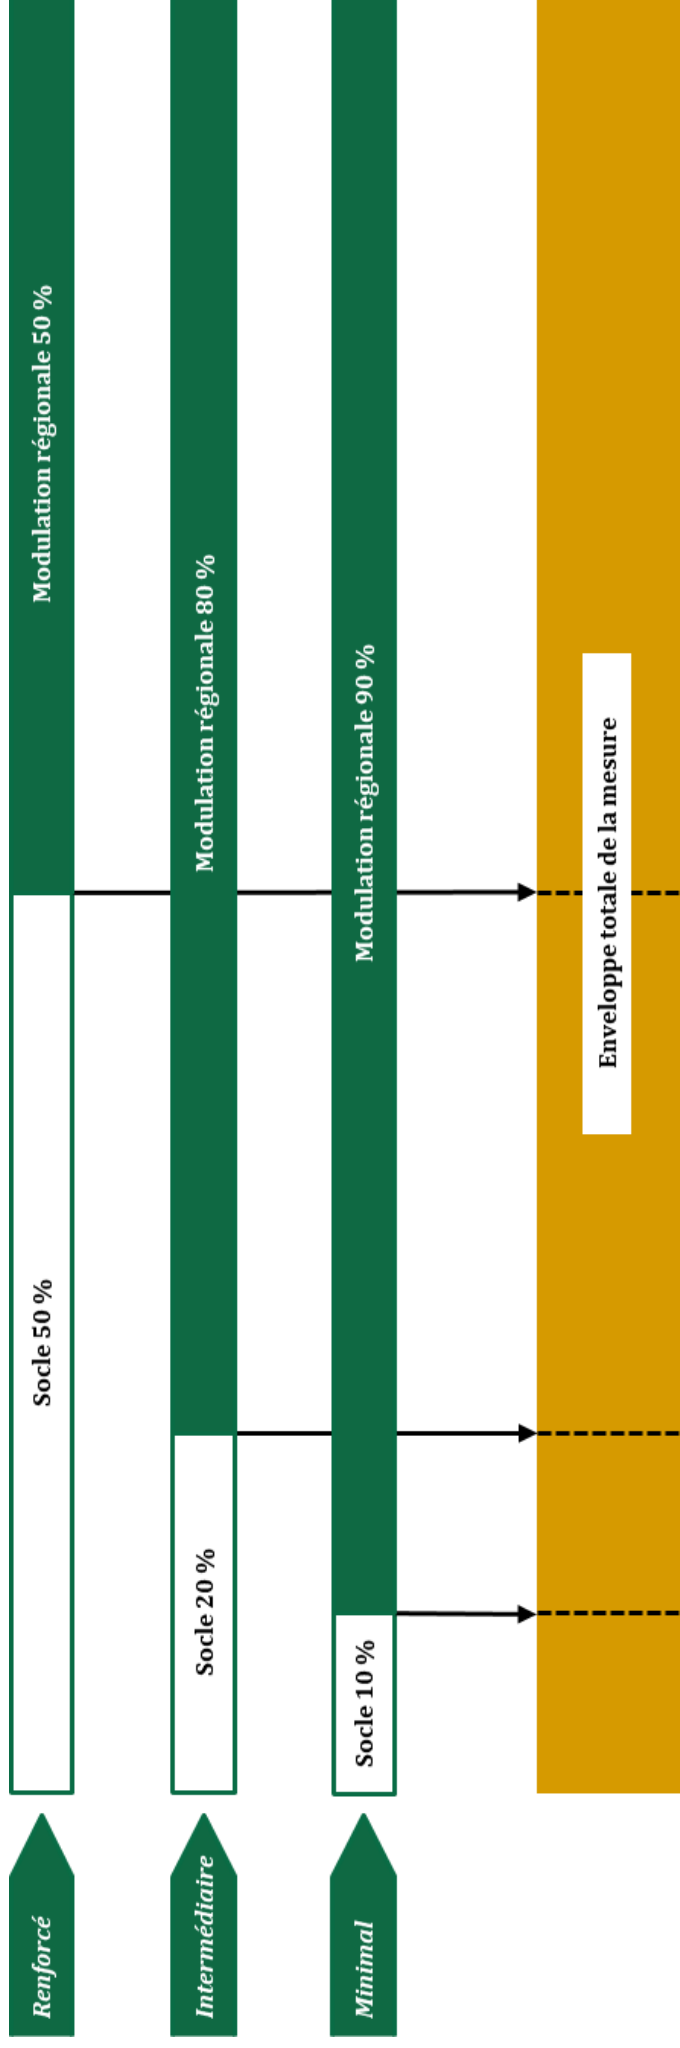 Renforcé
Socle 50 %
Modulation régionale 50 %
Intermédiaire
Socle 20 %
Modulation régionale 80 %
Minimal
Socle 10 %
Modulation régionale 90 %
Enveloppe totale de la mesure